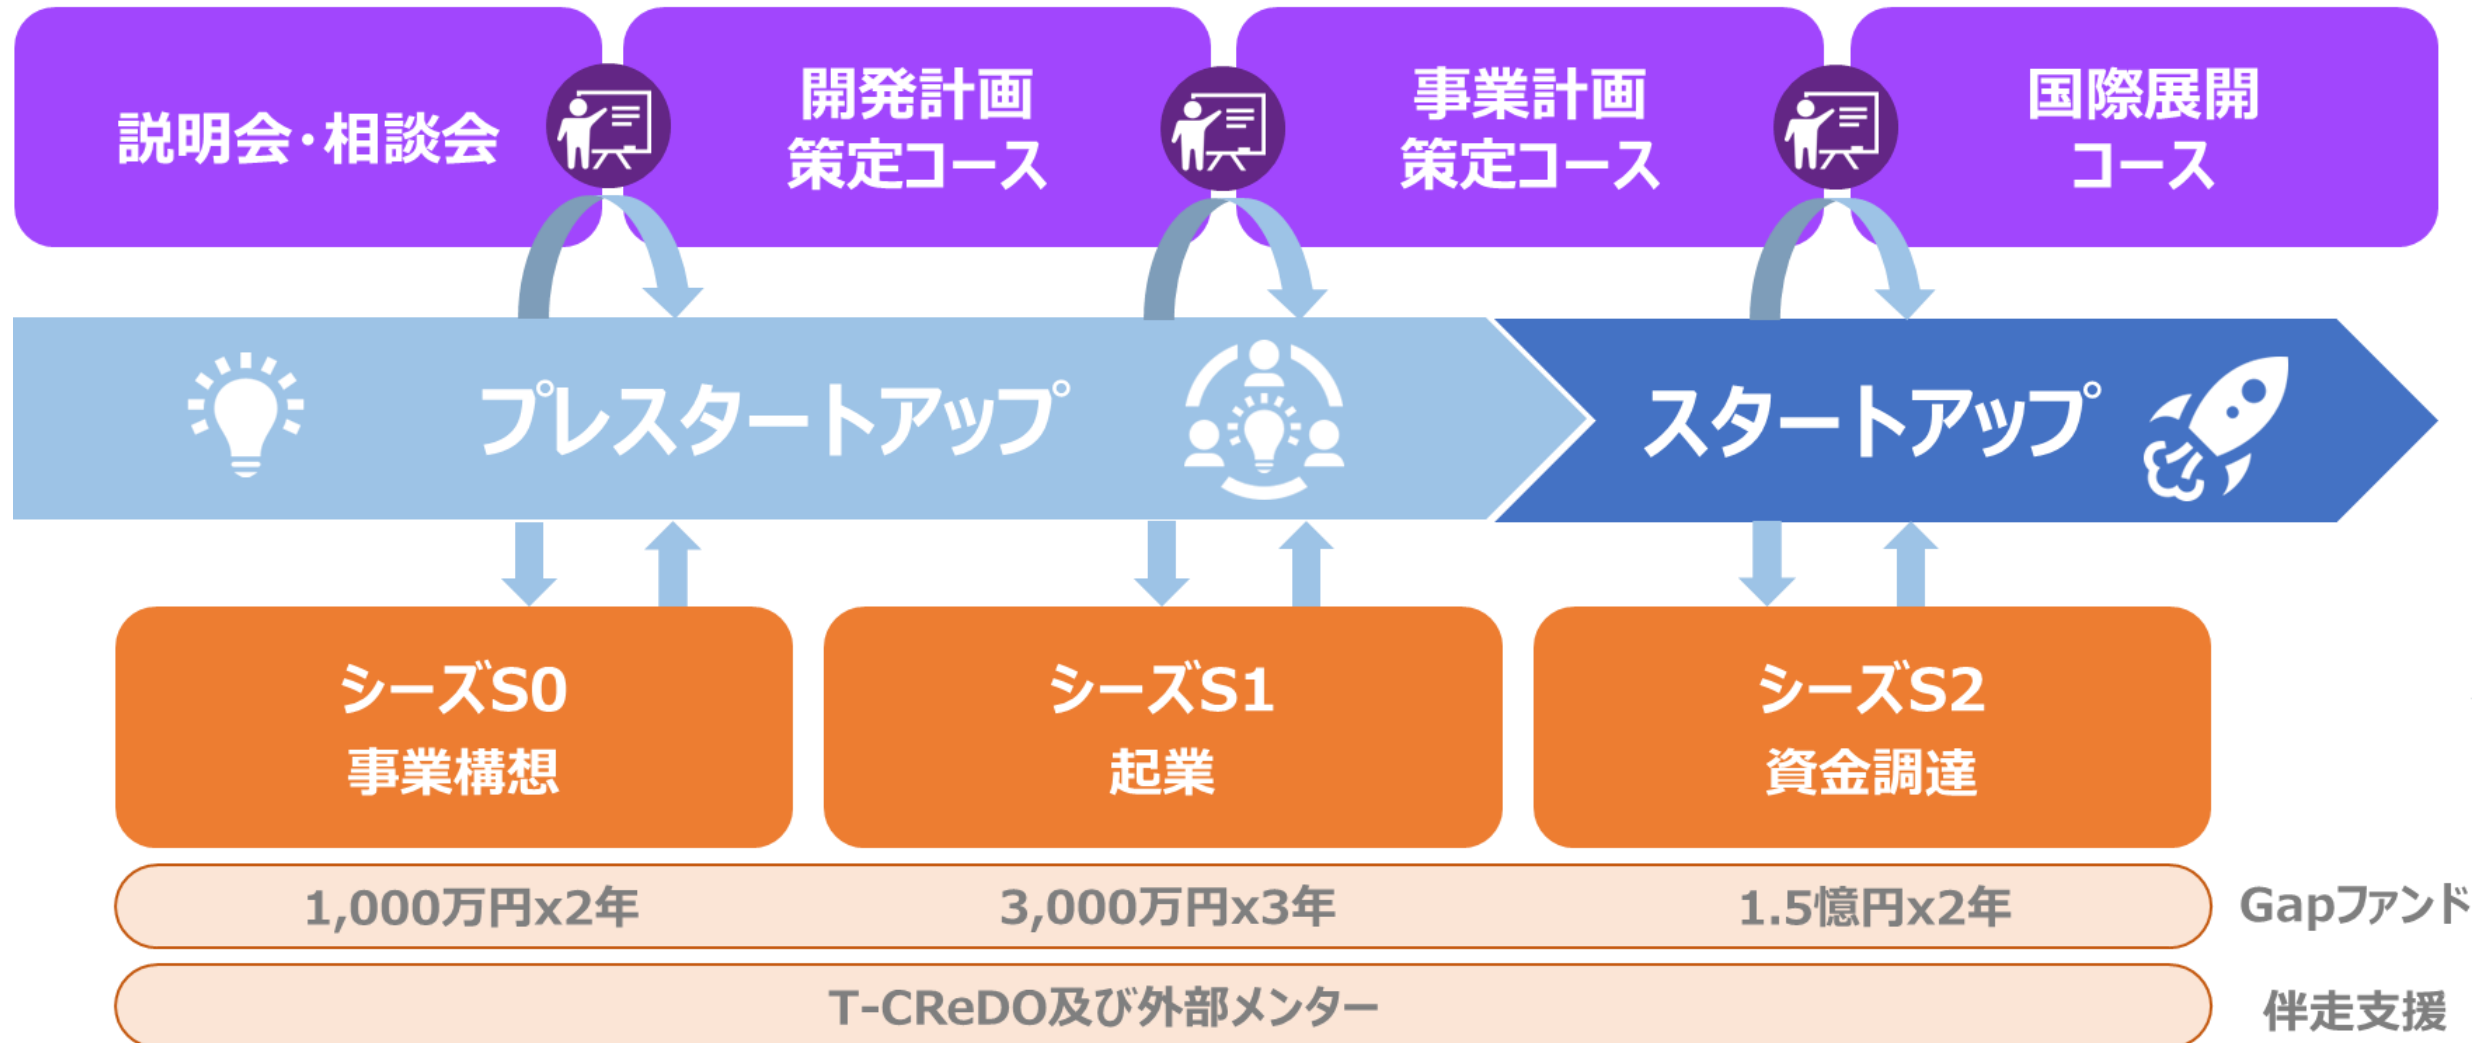 説明会・相談会
開発計画
策定コース
事業計画
策定コース
国際展開
コース
プレスタートアップ
スタートアップ
シーズS0
事業構想
シーズS1
起業
シーズS2
資金調達
1,000万円x2年
3,000万円x3年
1.5憶円x2年
Gapファンド
T-CReDO及び外部メンター
伴走支援